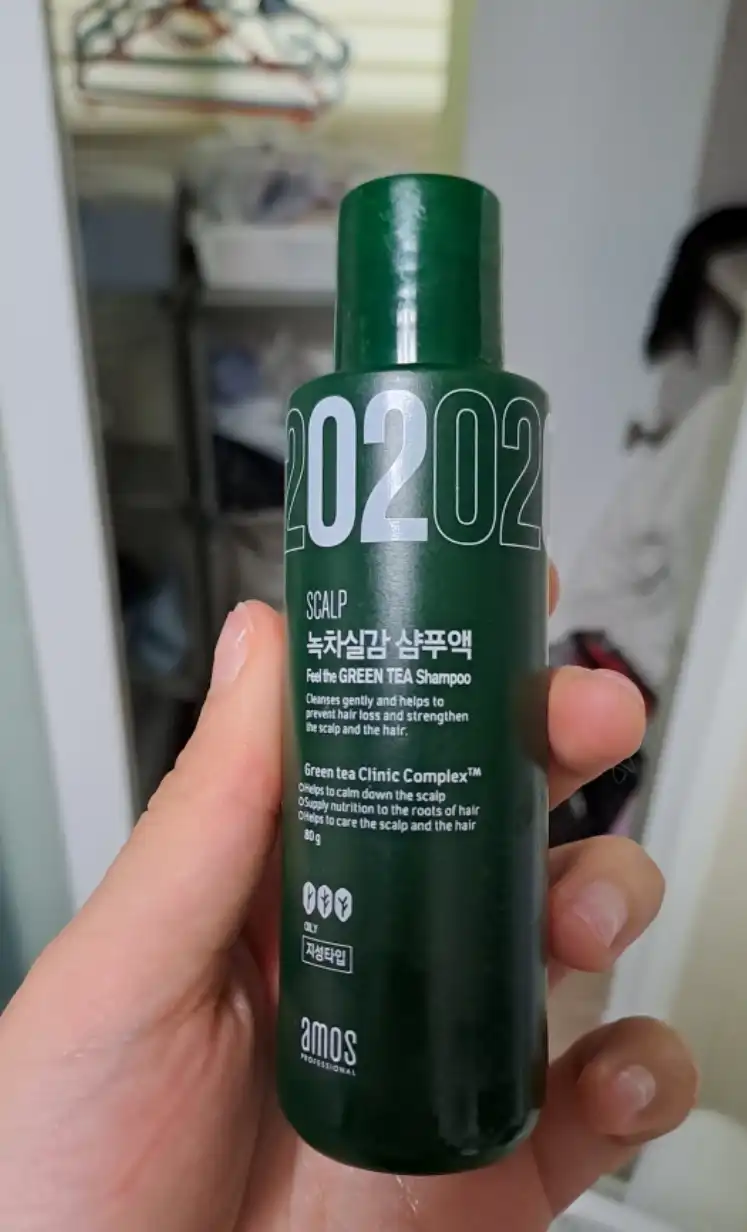 202020
SCALP
녹차실감 샴푸액
Feel the GREEN TEA Shampoo
Cleanses gently and helps to
prevent hair loss and strengthen
the scalp and the hair.
Green tea Clinic Complex™
Helps to calm down the scalp
Supply nutrition to the roots of hair
Helps to care the scalp and the hair
80g
OILY
지성타입
amos
PROFESSIONAL